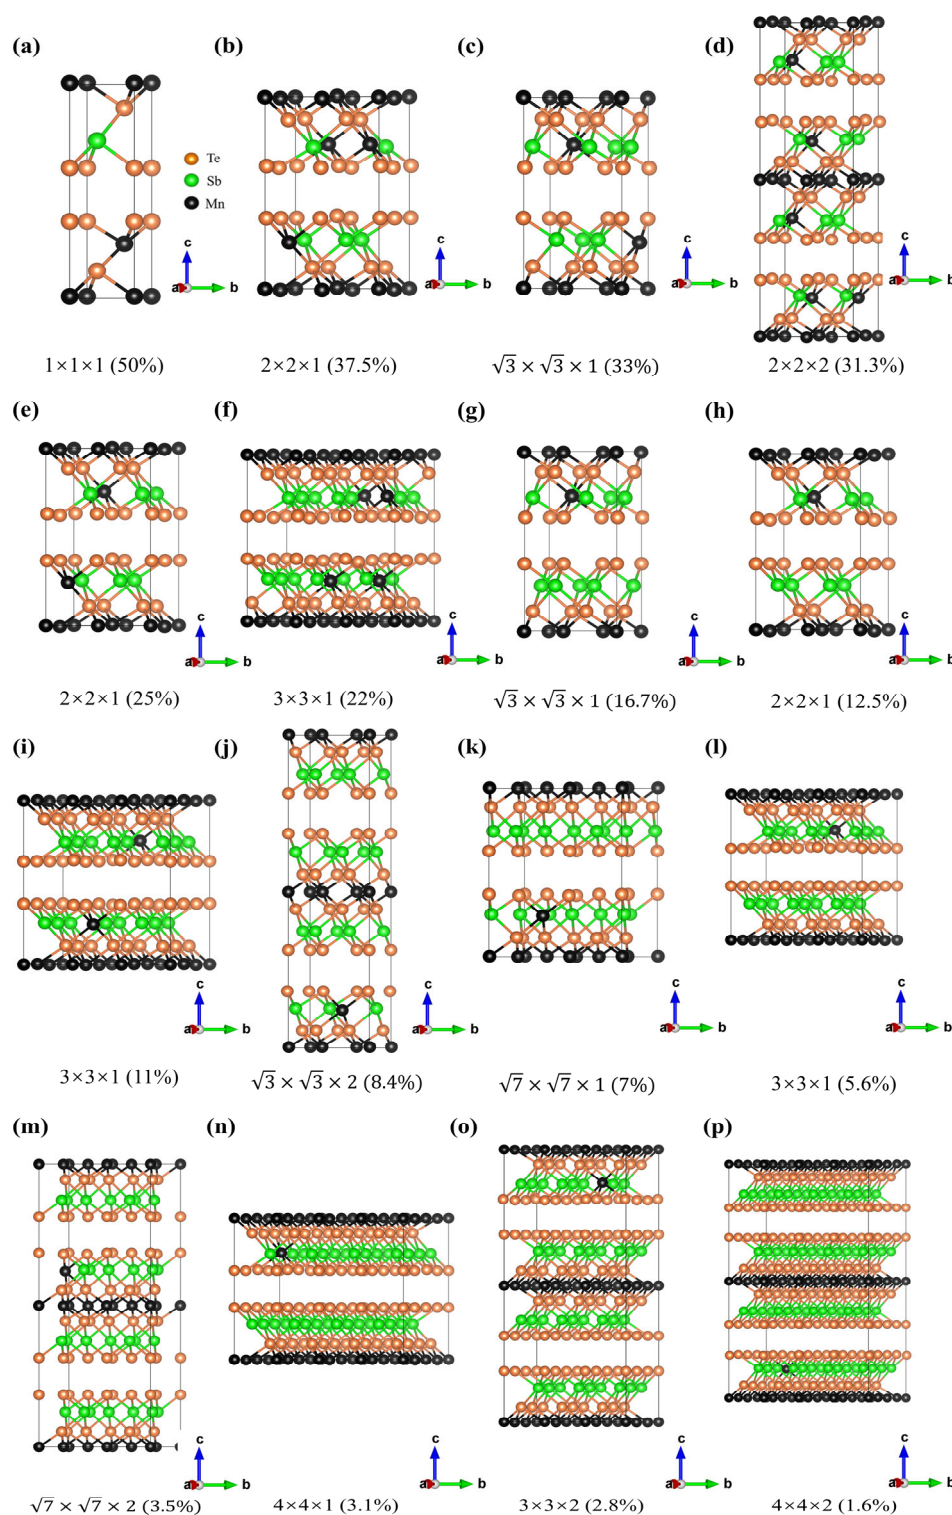 (a) (b) (c) (d)
Te
Sb
Mn
c c c c
a b a b a b a b
1×1×1 (50%) 2×2×1 (37.5%) √3 × √3 × 1 (33%) 2×2×2 (31.3%)
(e) (f) (g) (h)
c c c c
a b a b a b a b
2×2×1 (25%) 3×3×1 (22%) √3 × √3 × 1 (16.7%) 2×2×1 (12.5%)
(i) (j) (k) (l)
c c c c
a b a b a b a b
3×3×1 (11%) √3 × √3 × 2 (8.4%) √7 × √7 × 1 (7%) 3×3×1 (5.6%)
(m) (n) (o) (p)
c c c c
a b a b a b a b
√7 × √7 × 2 (3.5%) 4×4×1 (3.1%) 3×3×2 (2.8%) 4×4×2 (1.6%)